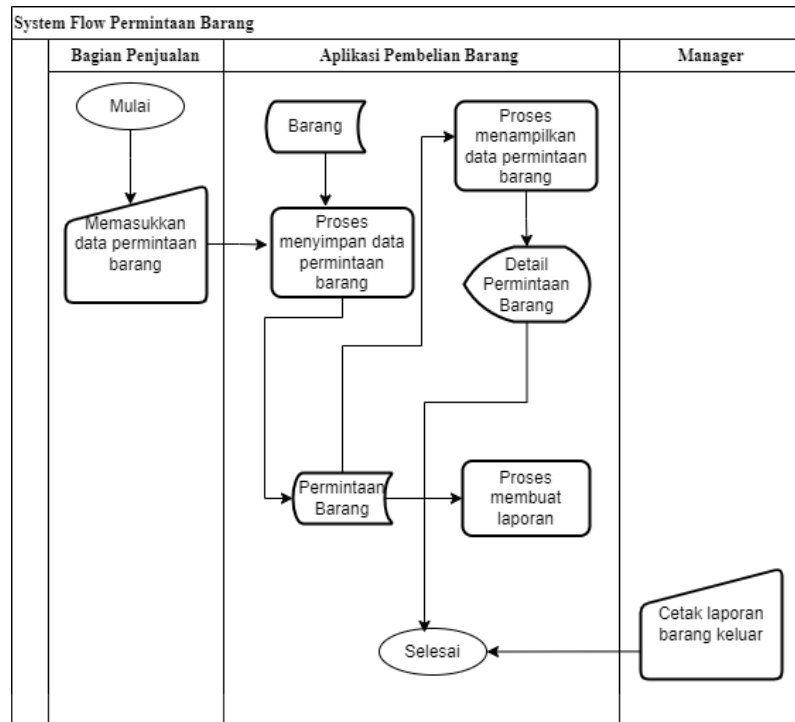 System Flow Permintaan Barang
Bagian Penjualan
Aplikasi Pembelian Barang
Manager
Mulai
Memasukkan
data permintaan
barang
Barang
Proses
menyimpan data
permintaan
barang
Proses
menampilkan
data permintaan
barang
Detail
Permintaan
Barang
Permintaan
Barang
Proses
membuat
laporan
Cetak laporan
barang keluar
Selesai